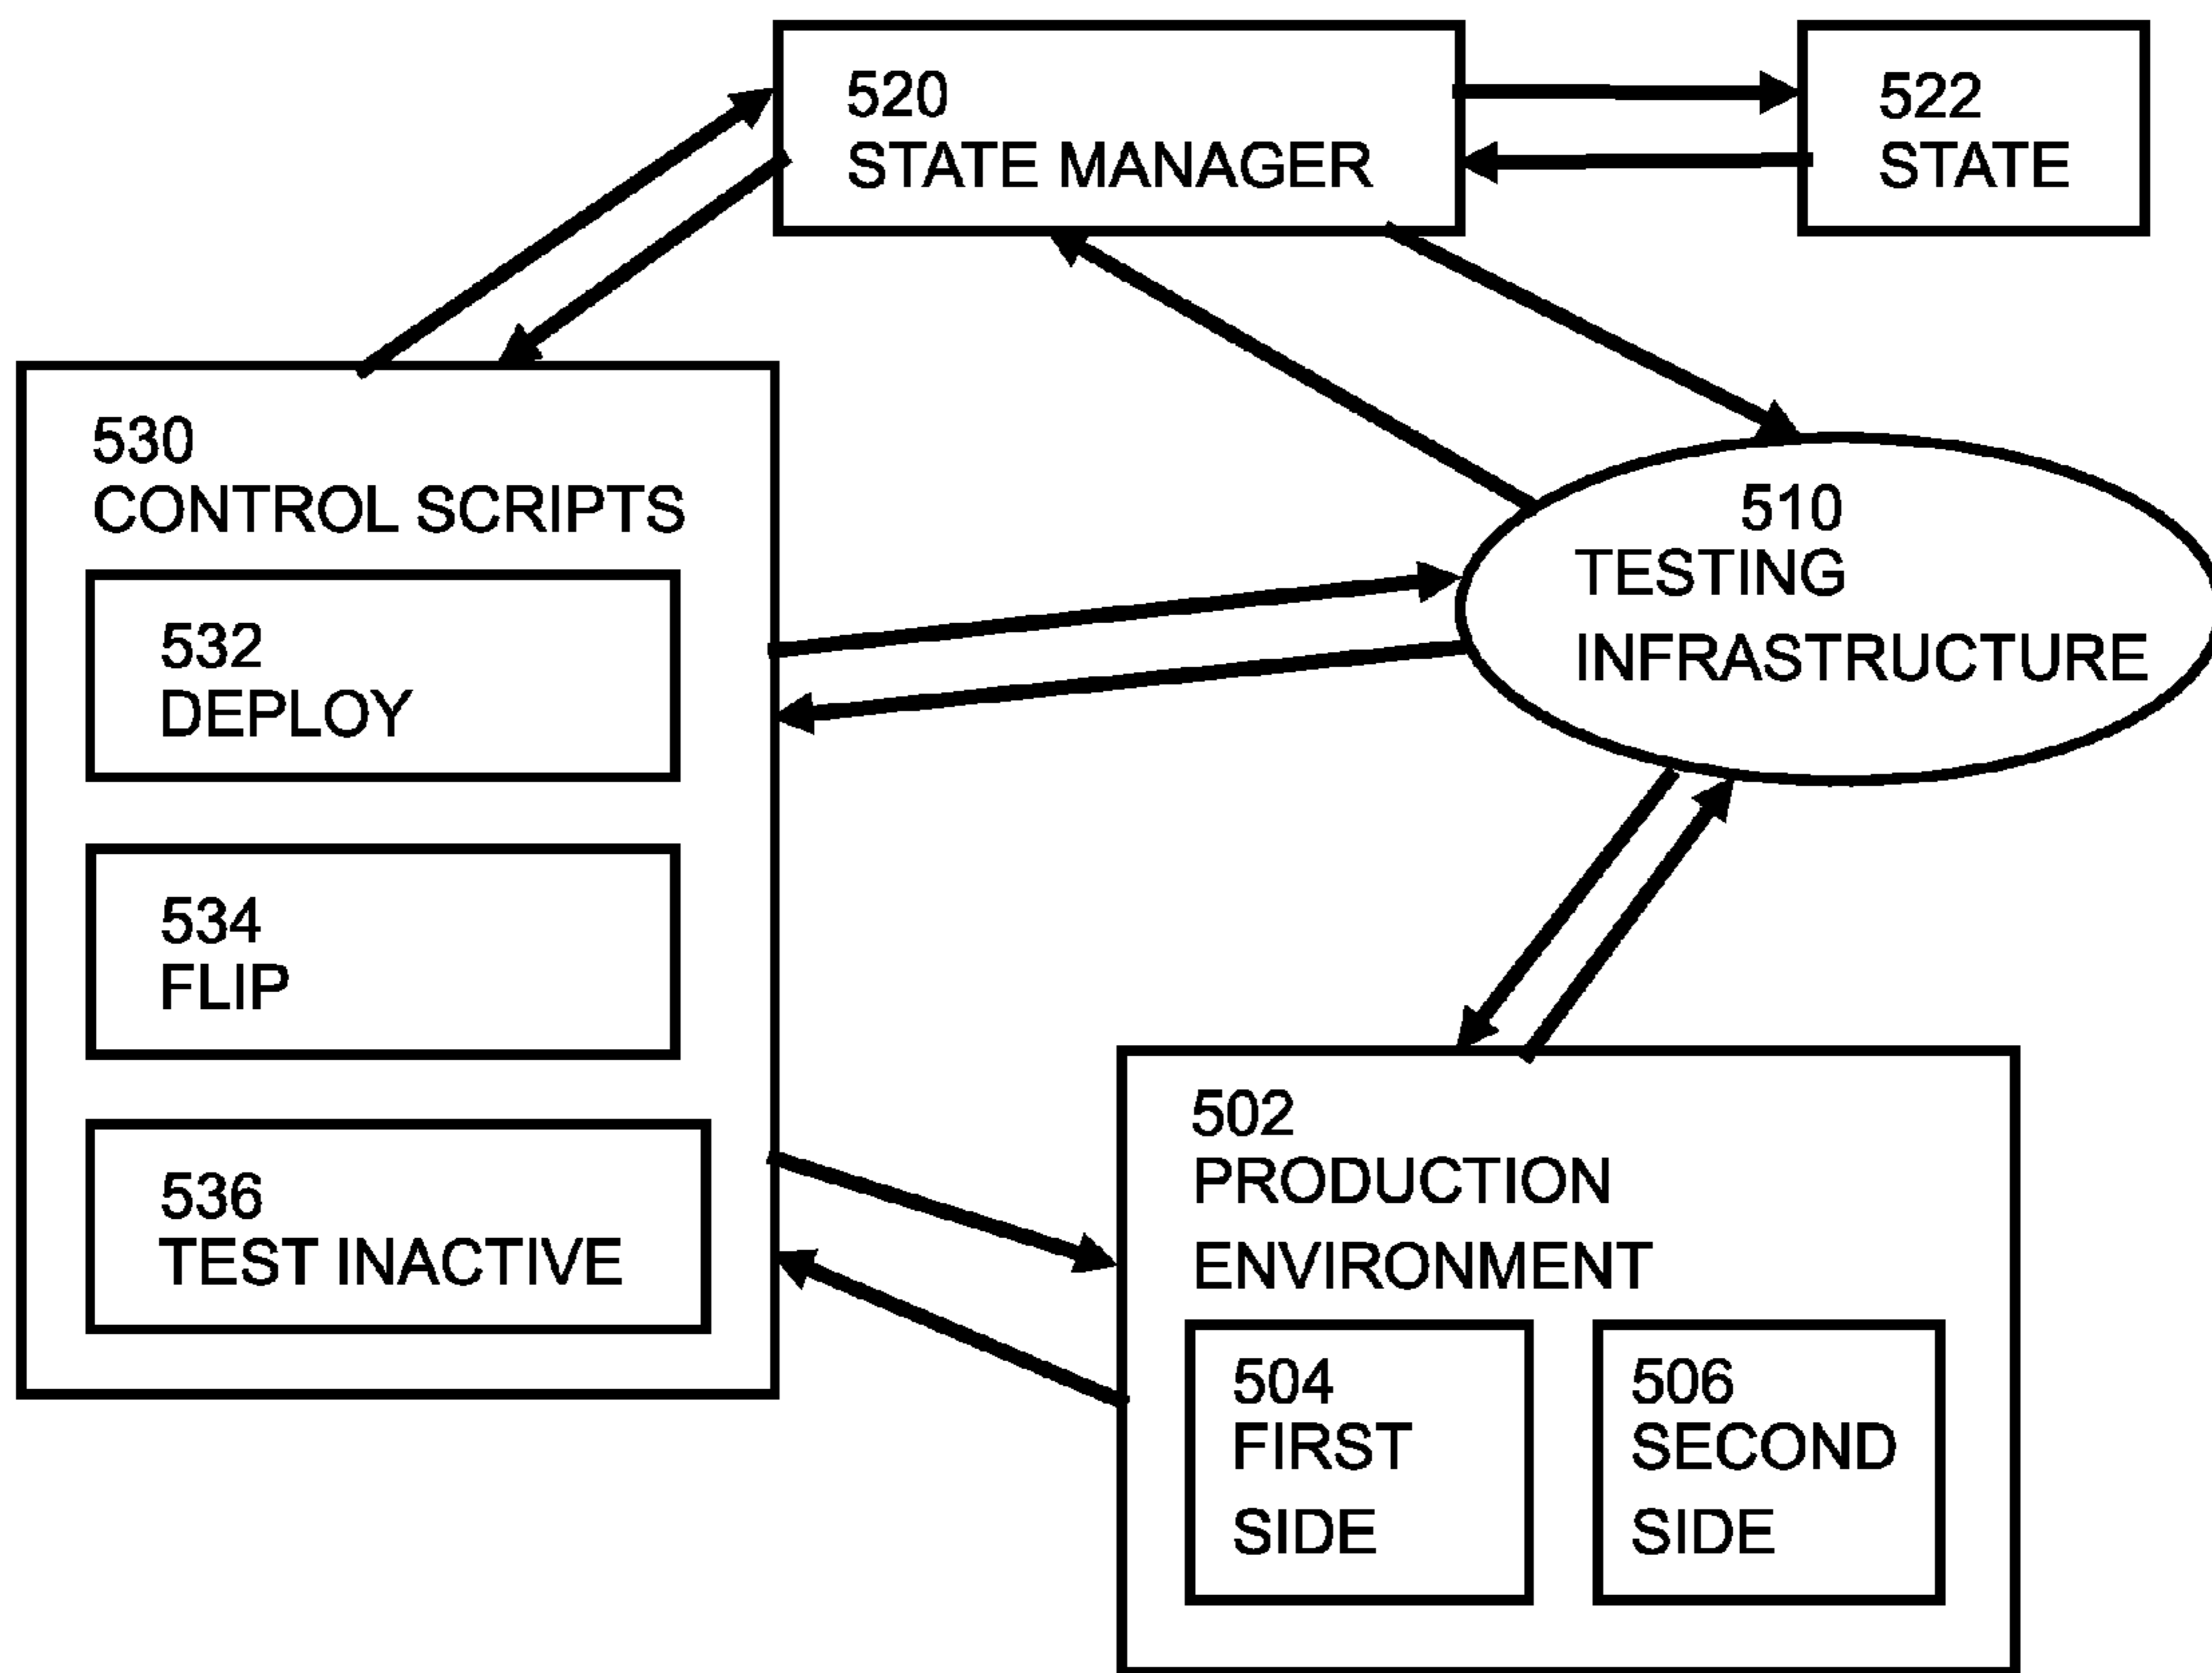 520
STATE MANAGER
522
STATE
530
CONTROL SCRIPTS
532
DEPLOY
534
FLIP
536
TEST INACTIVE
510
TESTING
INFRASTRUCTURE
502
PRODUCTION
ENVIRONMENT
504
FIRST
SIDE
506
SECOND
SIDE